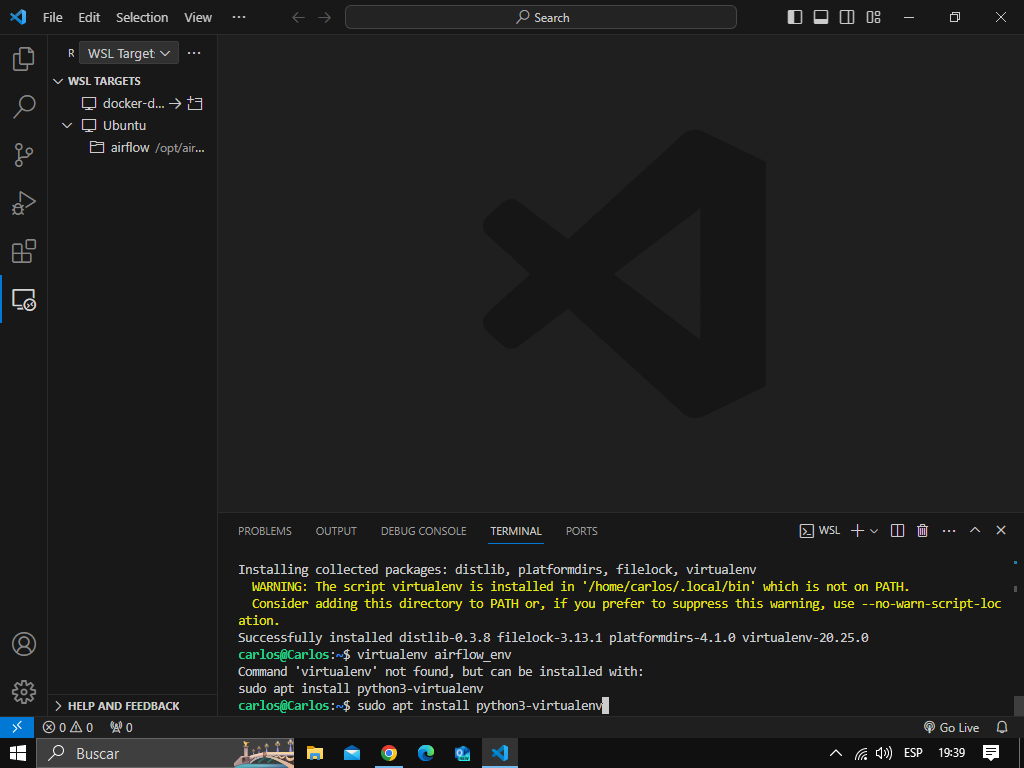 File Edit Selection View ··· Search
R WSL Target: ···
WSL TARGETS
docker-d...
Ubuntu
airflow /opt/air...
PROBLEMS OUTPUT DEBUG CONSOLE TERMINAL PORTS WSL
Installing collected packages: distlib, platformdirs, filelock, virtualenv
WARNING: The script virtualenv is installed in '/home/carlos/.local/bin' which is not on PATH.
Consider adding this directory to PATH or, if you prefer to suppress this warning, use --no-warn-script-loc
ation.
Successfully installed distlib-0.3.8 filelock-3.13.1 platformdirs-4.1.0 virtualenv-20.25.0
carlos@Carlos:~$ virtualenv airflow_env
Command 'virtualenv' not found, but can be installed with:
sudo apt install python3-virtualenv
carlos@Carlos:~$ sudo apt install python3-virtualenv
HELP AND FEEDBACK
0 0 0 Go Live
Buscar ESP 19:39